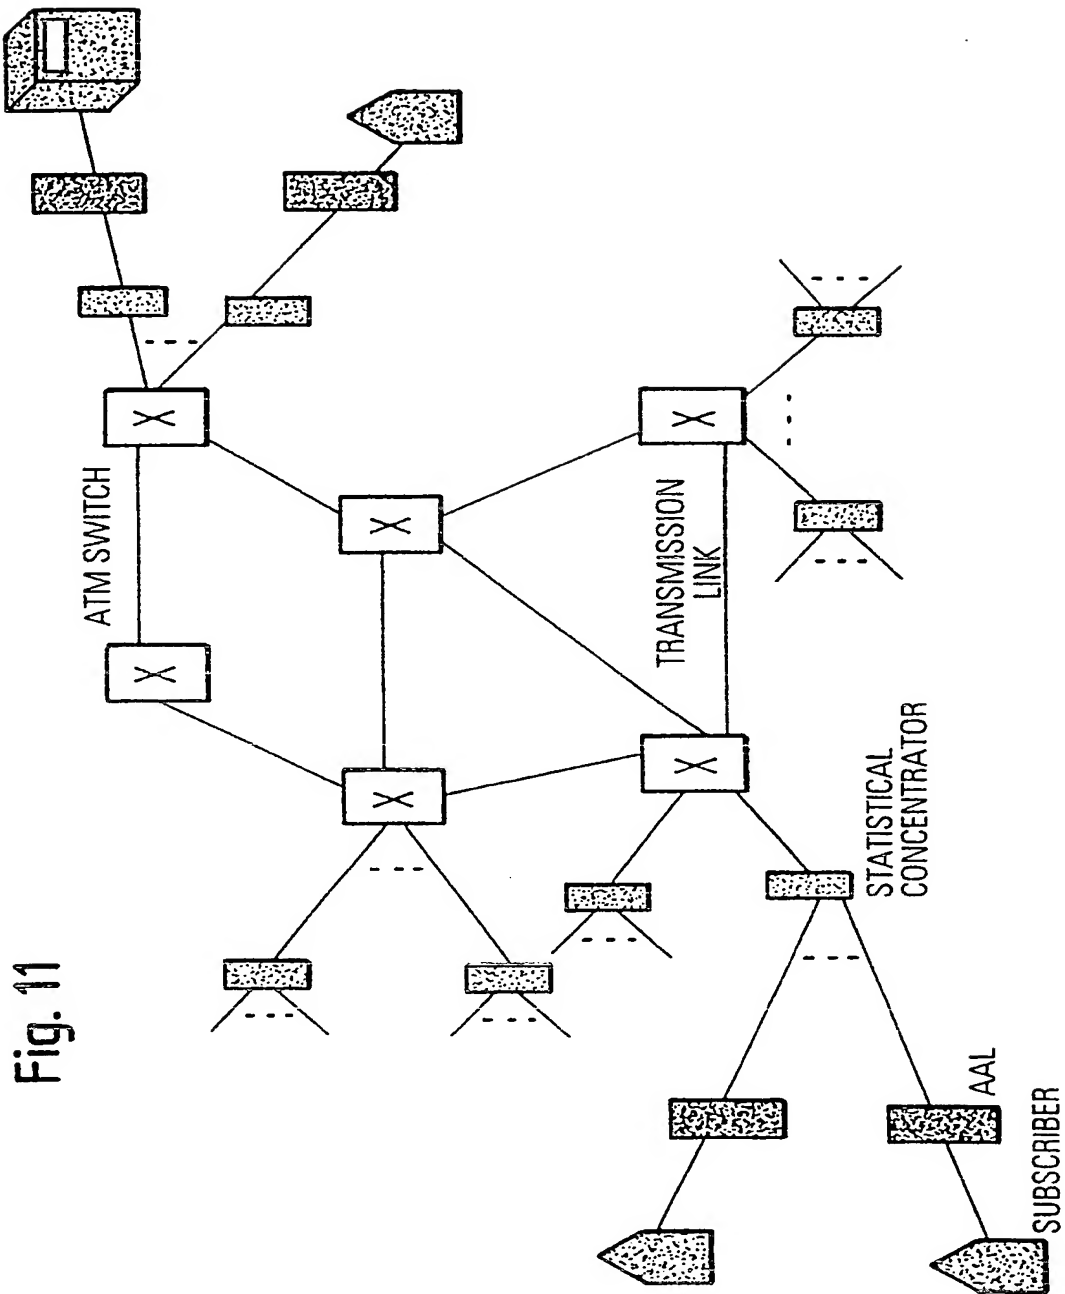 Fig. 11
ATM SWITCH
TRANSMISSION
LINK
STATISTICAL
CONCENTRATOR
AAL
SUBSCRIBER